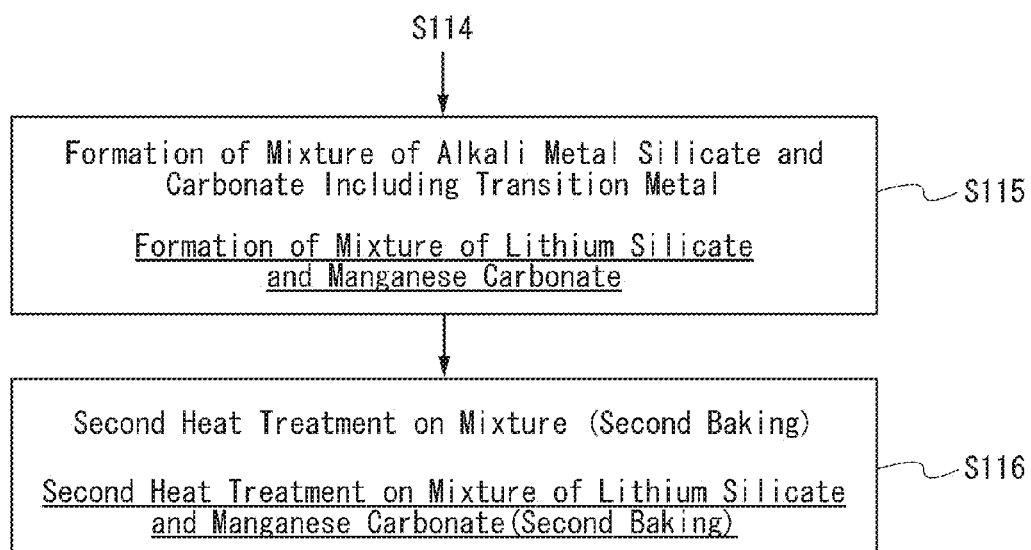 S114
Formation of Mixture of Alkali Metal Silicate and
Carbonate Including Transition Metal
Formation of Mixture of Lithium Silicate
and Manganese Carbonate
S115
Second Heat Treatment on Mixture (Second Baking)
Second Heat Treatment on Mixture of Lithium Silicate
and Manganese Carbonate(Second Baking)
S116